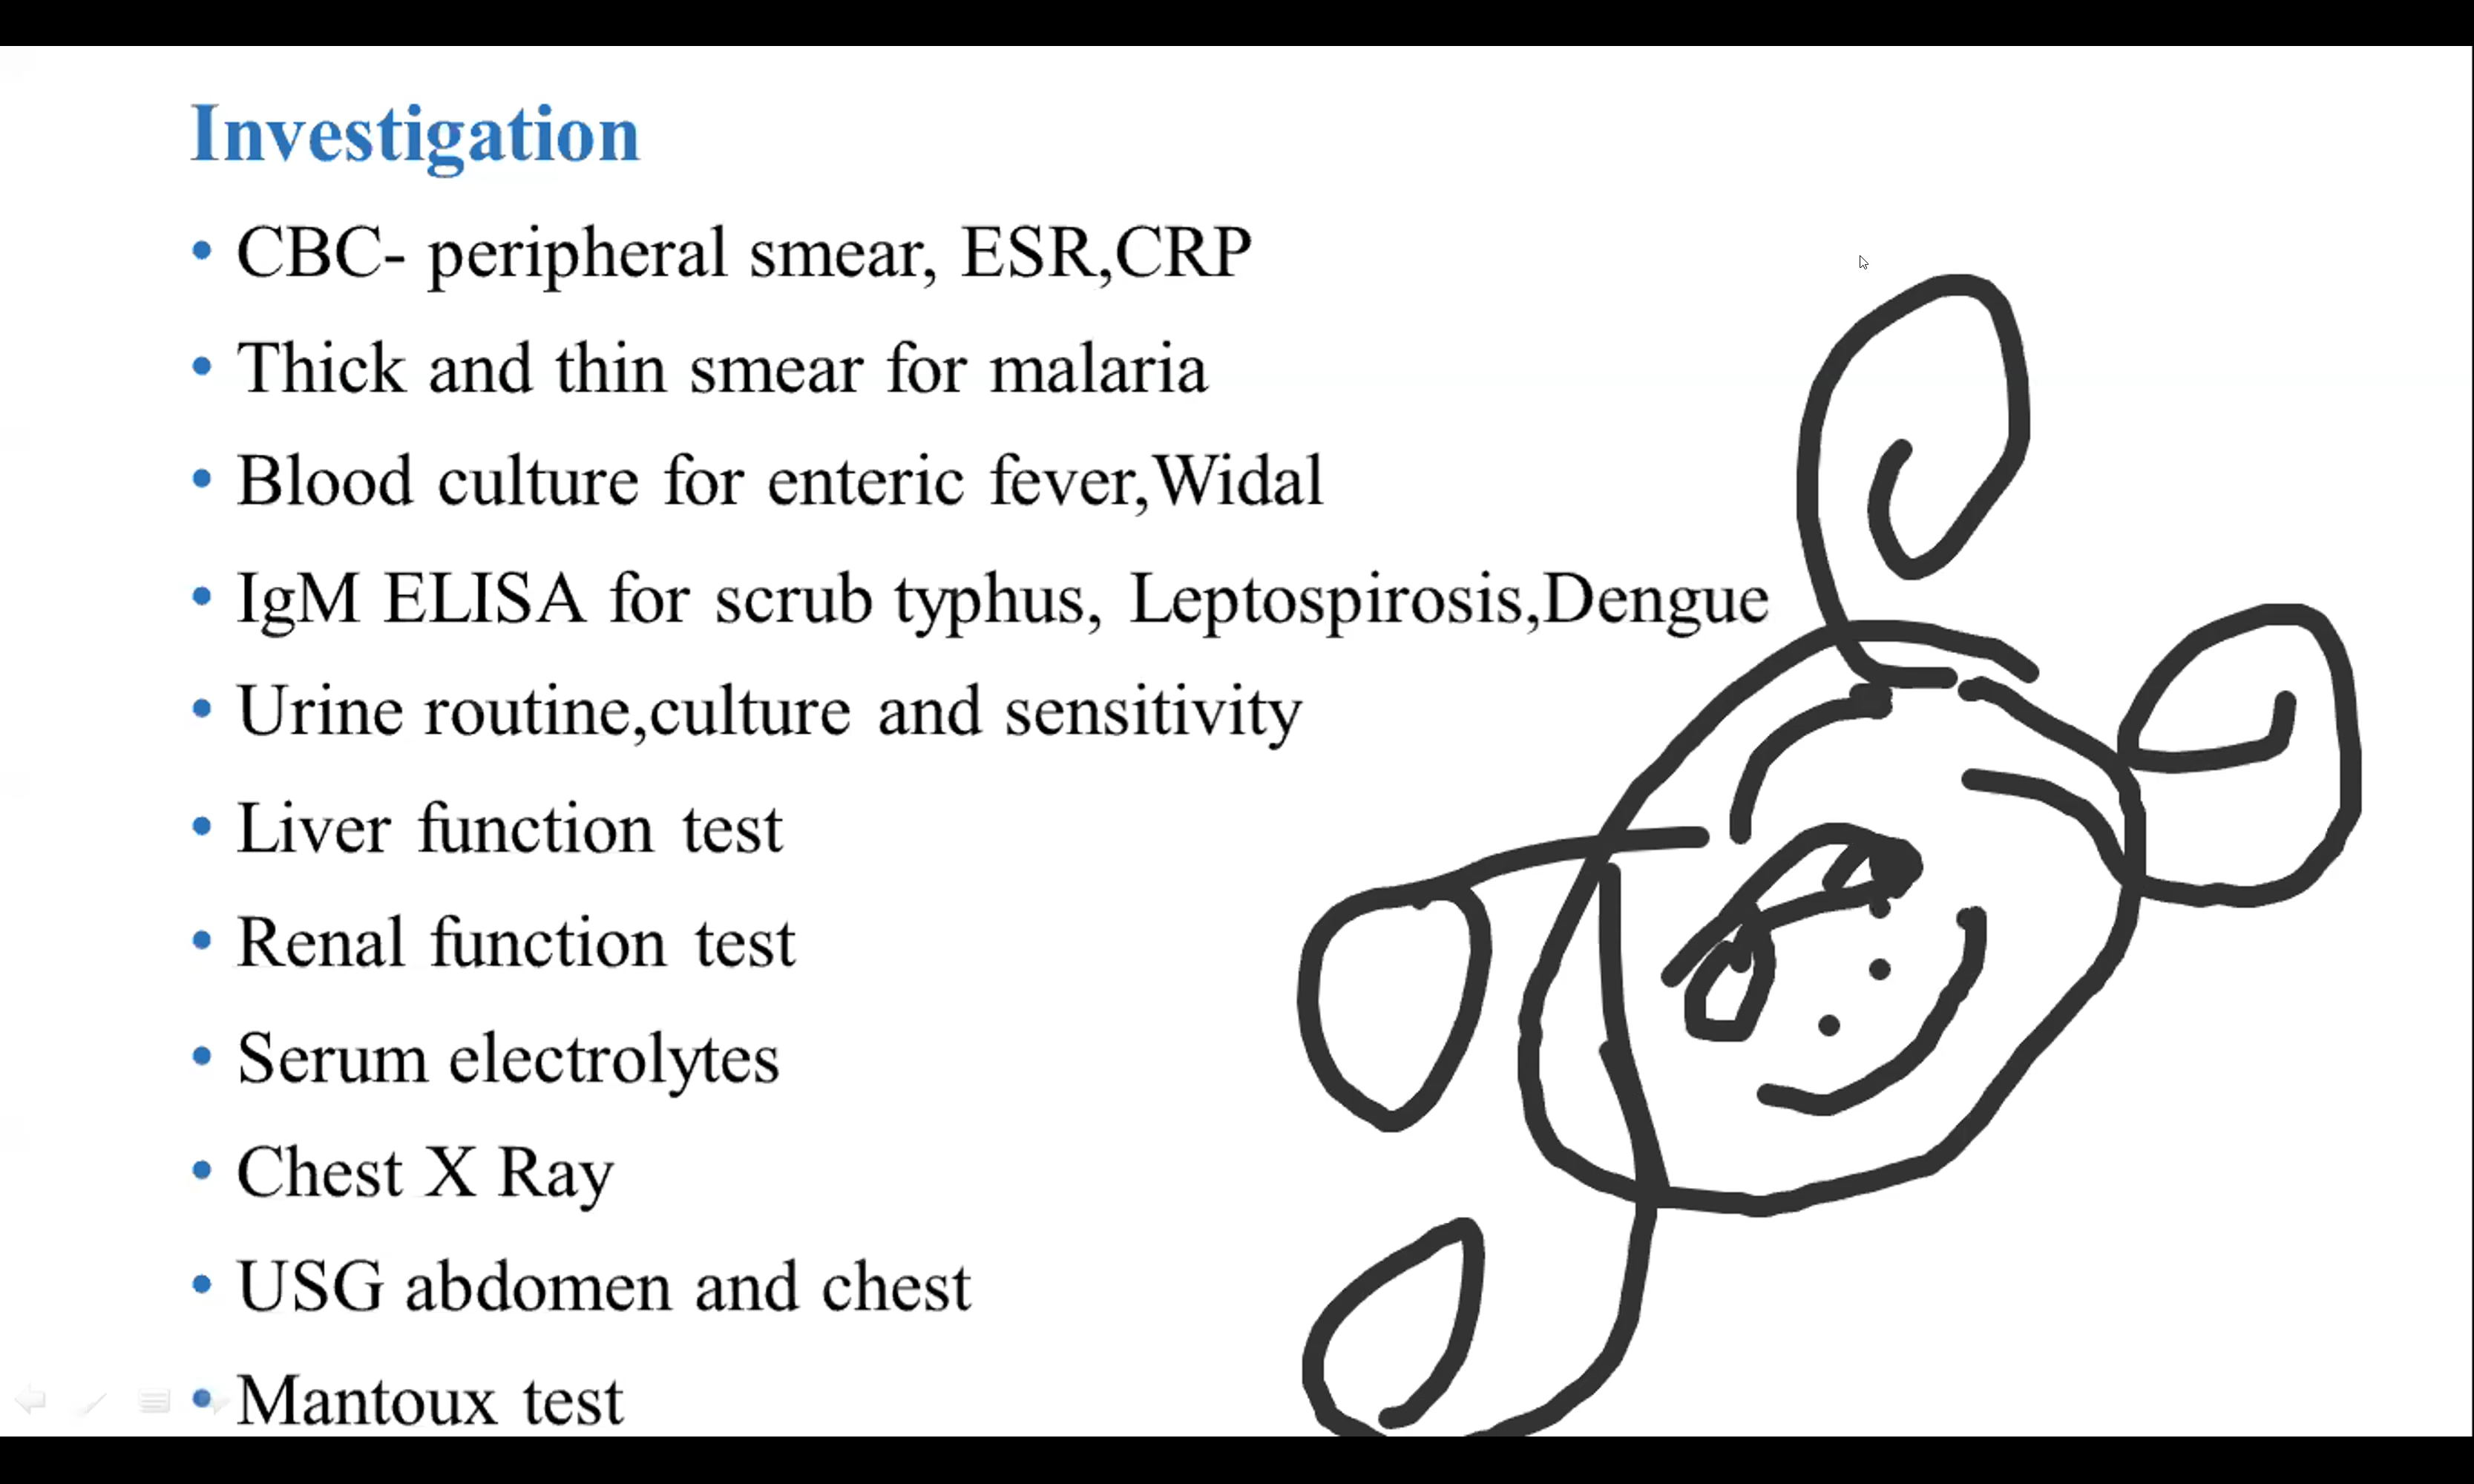 Investigation
• CBC- peripheral smear, ESR,CRP
• Thick and thin smear for malaria
• Blood culture for enteric fever,Widal
• IgM ELISA for scrub typhus, Leptospirosis,Dengue
• Urine routine,culture and sensitivity
• Liver function test
• Renal function test
• Serum electrolytes
• Chest X Ray
• USG abdomen and chest
• Mantoux test